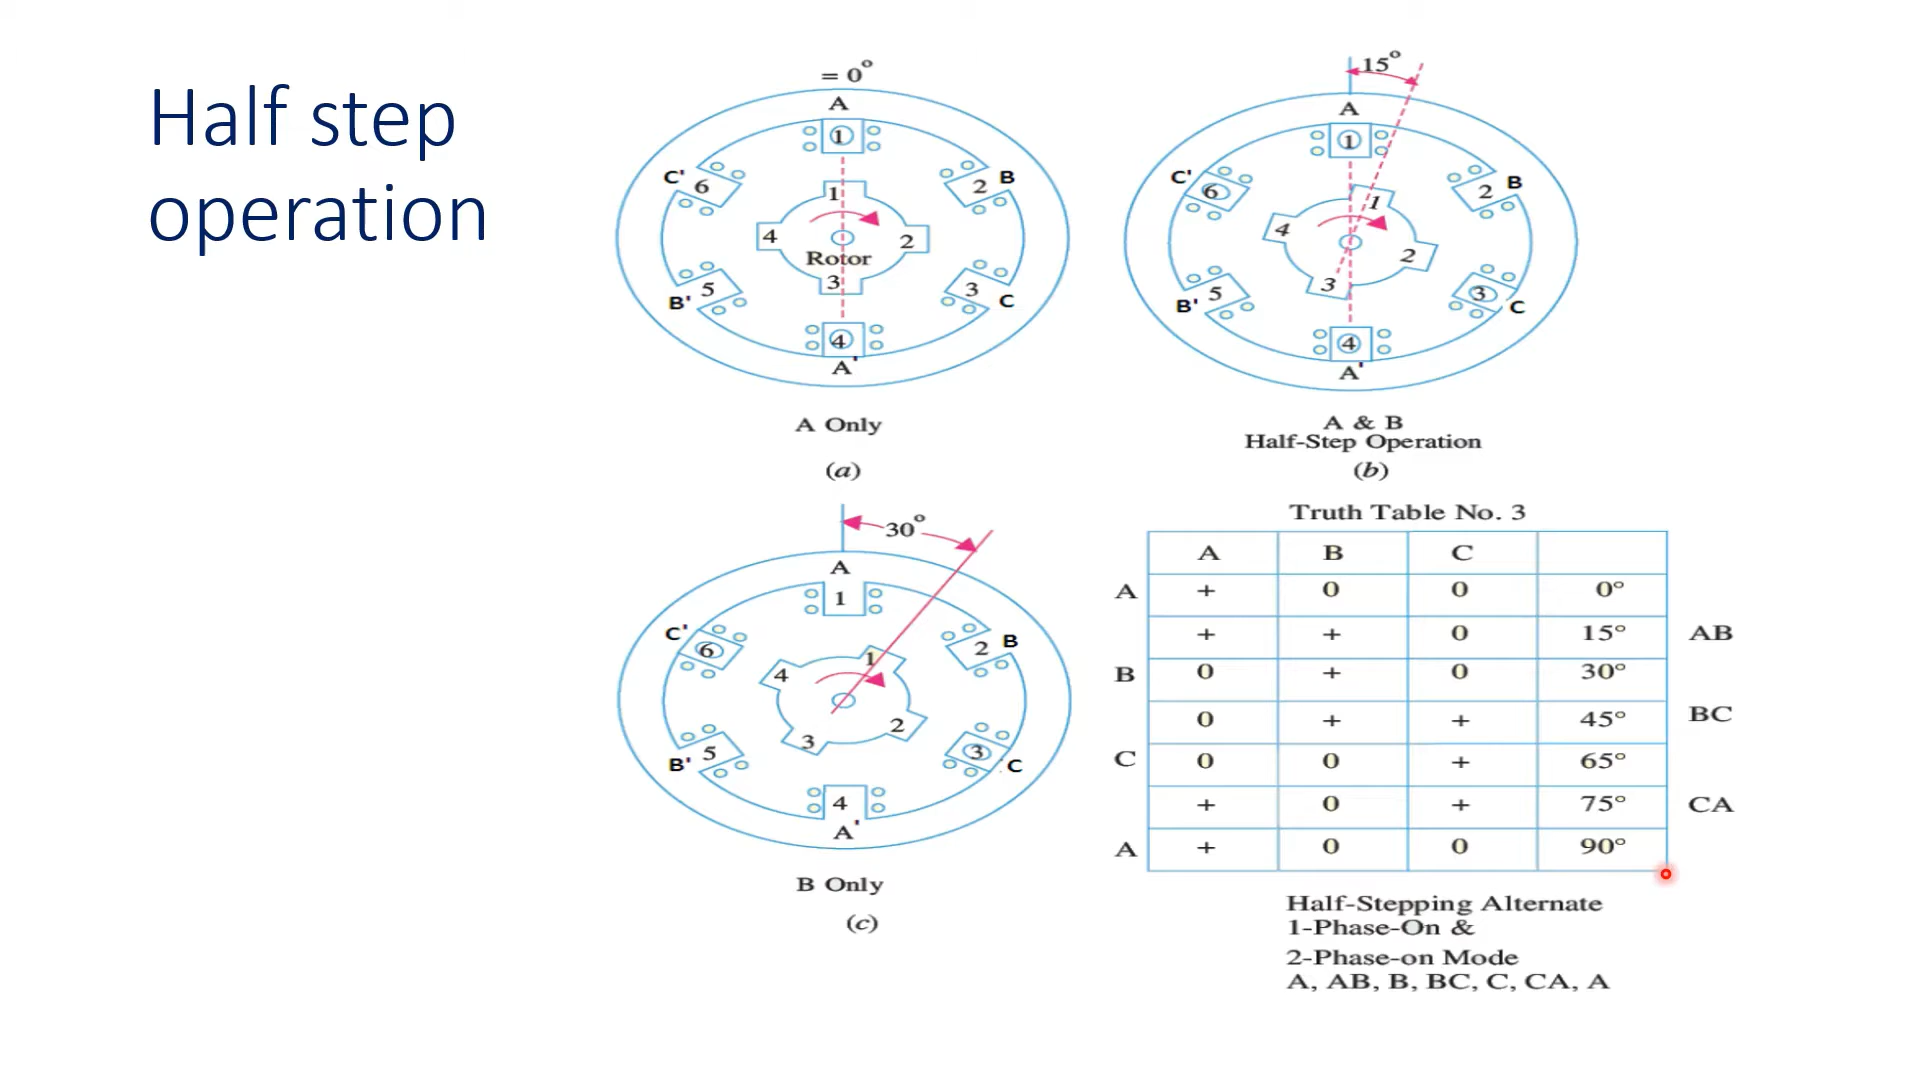 Half step
operation
= 0°
A
1
C'
6
2
B
1
4
2
Rotor
3
B'
5
3
C
4
A'
A Only
(a)
15°
A
1
C'
6
2
B
1
4
2
3
B'
5
3
C
4
A'
A & B
Half-Step Operation
(b)
30°
A
1
C'
6
2
B
1
4
2
3
B'
5
3
C
4
A'
B Only
(c)
Truth Table No. 3
A B C
A + 0 0 0°
+ + 0 15° AB
B 0 + 0 30°
0 + + 45° BC
C 0 0 + 65°
+ 0 + 75° CA
A + 0 0 90°
Half-Stepping Alternate
1-Phase-On &
2-Phase-on Mode
A, AB, B, BC, C, CA, A